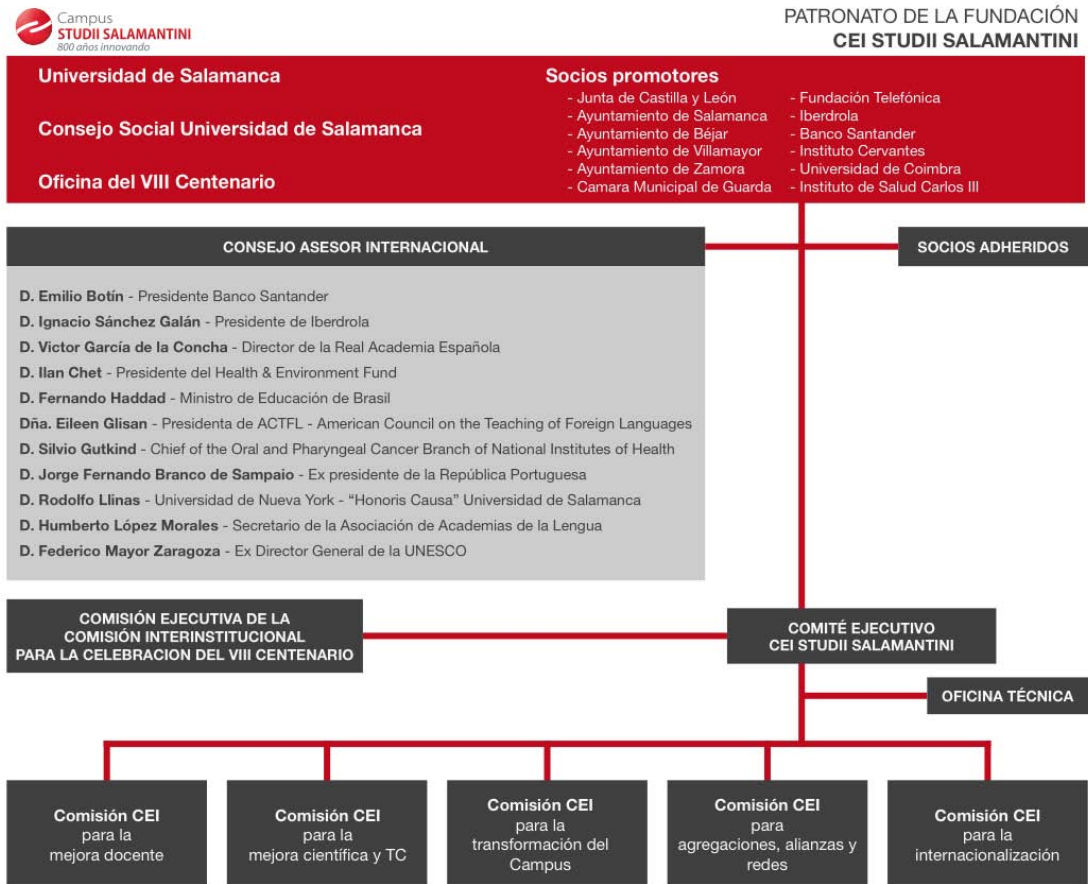 Campus
STUDII SALAMANTINI
800 años innovando
PATRONATO DE LA FUNDACIÓN
CEI STUDII SALAMANTINI
Universidad de Salamanca
Consejo Social Universidad de Salamanca
Oficina del VIII Centenario
Socios promotores
- Junta de Castilla y León
- Ayuntamiento de Salamanca
- Ayuntamiento de Béjar
- Ayuntamiento de Villamayor
- Ayuntamiento de Zamora
- Camara Municipal de Guarda
- Fundación Telefónica
- Iberdrola
- Banco Santander
- Instituto Cervantes
- Universidad de Coimbra
- Instituto de Salud Carlos III
CONSEJO ASESOR INTERNACIONAL
SOCIOS ADHERIDOS
D. Emilio Botín - Presidente Banco Santander
D. Ignacio Sánchez Galán - Presidente de Iberdrola
D. Victor García de la Concha - Director de la Real Academia Española
D. Ilan Chet - Presidente del Health & Environment Fund
D. Fernando Haddad - Ministro de Educación de Brasil
Dña. Eileen Glisan - Presidenta de ACTFL - American Council on the Teaching of Foreign Languages
D. Silvio Gutkind - Chief of the Oral and Pharyngeal Cancer Branch of National Institutes of Health
D. Jorge Fernando Branco de Sampaio - Ex presidente de la República Portuguesa
D. Rodolfo Llinas - Universidad de Nueva York - “Honoris Causa” Universidad de Salamanca
D. Humberto López Morales - Secretario de la Asociación de Academias de la Lengua
D. Federico Mayor Zaragoza - Ex Director General de la UNESCO
COMISIÓN EJECUTIVA DE LA
COMISIÓN INTERINSTITUCIONAL
PARA LA CELEBRACION DEL VIII CENTENARIO
COMITÉ EJECUTIVO
CEI STUDII SALAMANTINI
OFICINA TÉCNICA
Comisión CEI
para la
mejora docente
Comisión CEI
para la
mejora científica y TC
Comisión CEI
para la
transformación del
Campus
Comisión CEI
para
agregaciones, alianzas y
redes
Comisión CEI
para la
internacionalización